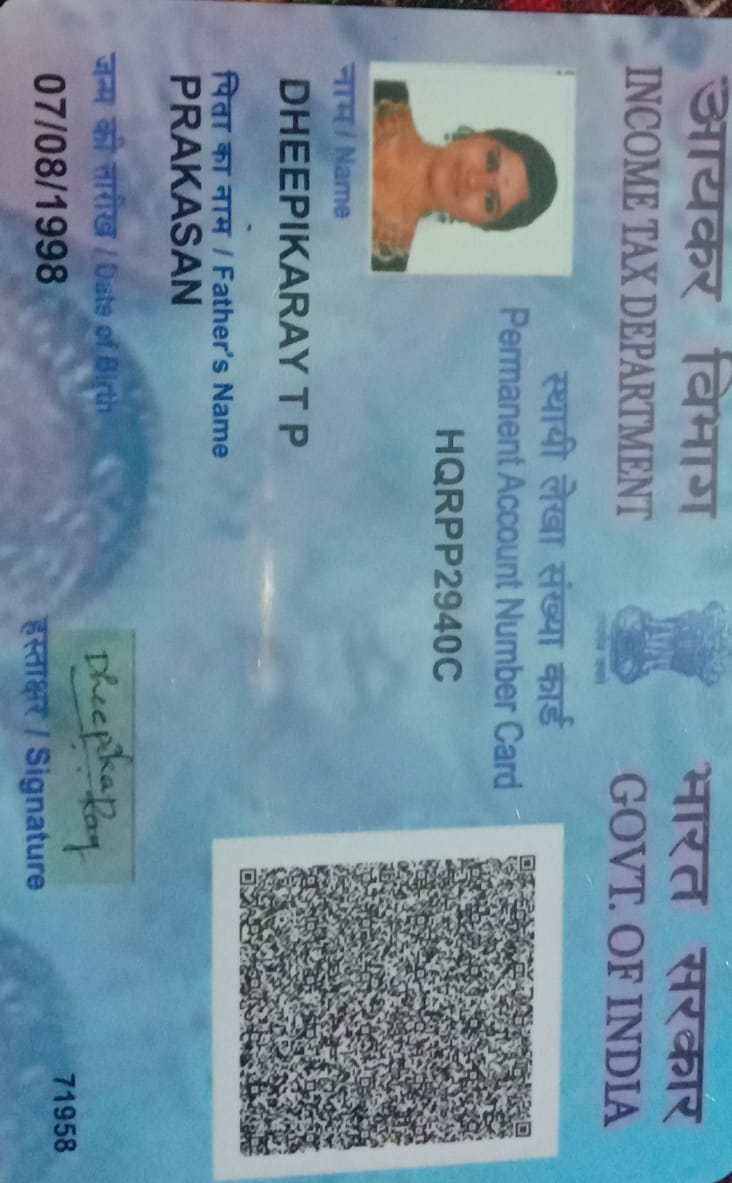 आयकर विभाग
INCOME TAX DEPARTMENT
भारत सरकार
GOVT. OF INDIA
स्थायी लेखा संख्या कार्ड
Permanent Account Number Card
HQRPP2940C
नाम / Name
DHEEPIKARAY T P
पिता का नाम / Father's Name
PRAKASAN
जन्म की तारीख / Date of Birth
07/08/1998
Dheepika Ray
हस्ताक्षर / Signature
71958